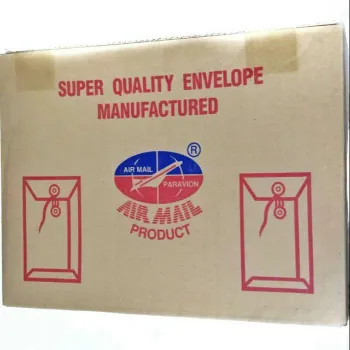 SUPER QUALITY ENVELOPE
MANUFACTURED
®
AIR MAIL
PARAVION
AIR MAIL
PRODUCT